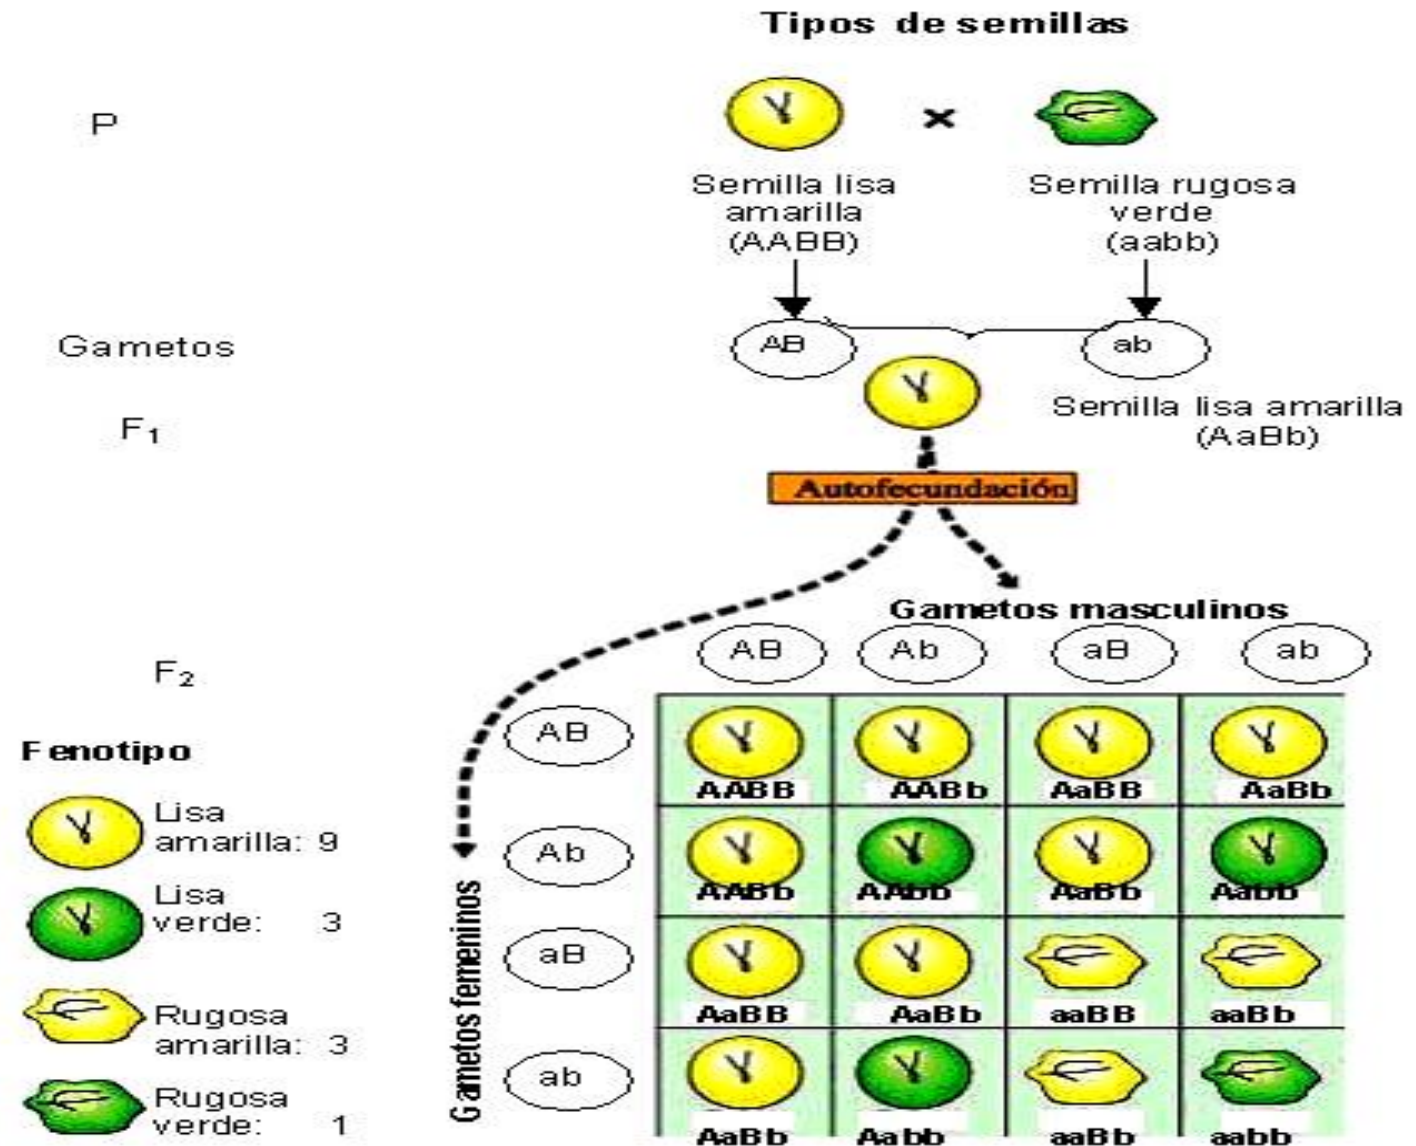 Tipos de semillas
P
Semilla lisa
amarilla
(AABB)
×
Semilla rugosa
verde
(aabb)
Gametos
AB
ab
F₁
Semilla lisa amarilla
(AaBb)
Autofecundación
Gametos masculinos
F₂
AB
Ab
aB
ab
Fenotipo
Lisa
amarilla: 9
Lisa
verde: 3
Rugosa
amarilla: 3
Rugosa
verde: 1
Gametos femeninos
AB
AABB
AABb
AaBB
AaBb
Ab
AABb
AAbb
AaBb
Aabb
aB
AaBB
AaBb
aaBB
aaBb
ab
AaBb
Aabb
aaBb
aabb